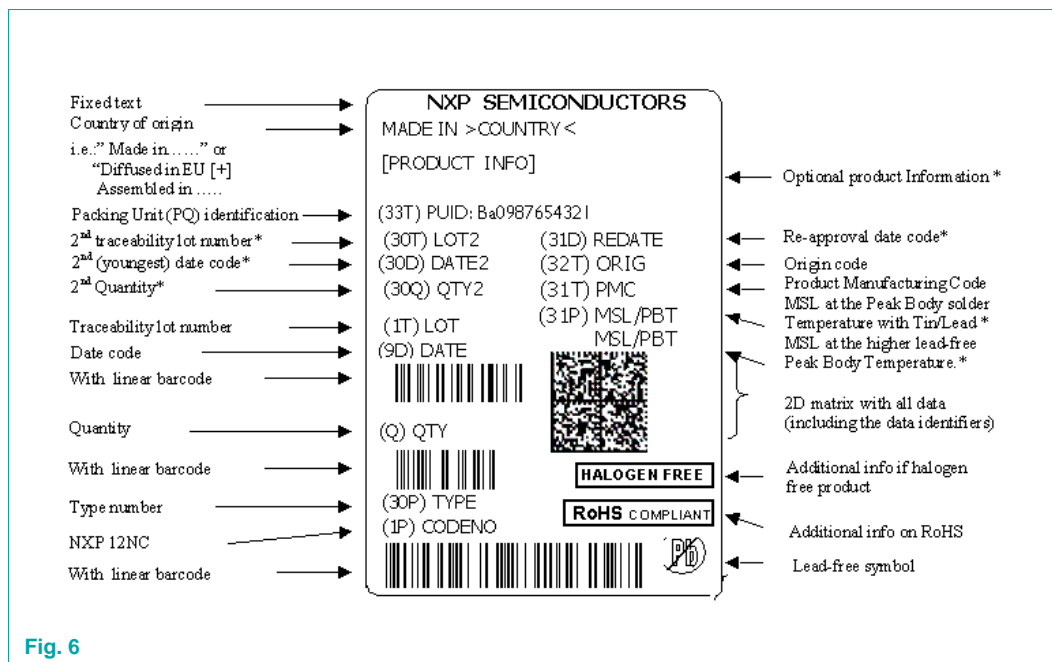 Fixed text
Country of origin
i.e.:” Made in……” or
“Diffused in EU [+]
Assembled in …..
Packing Unit (PQ) identification
2nd traceability lot number*
2nd (youngest) date code*
2nd Quantity*
Traceability lot number
Date code
With linear barcode
Quantity
With linear barcode
Type number
NXP 12NC
With linear barcode
NXP SEMICONDUCTORS
MADE IN >COUNTRY<
[PRODUCT INFO]
(33T) PUID: Ba098765432l
(30T) LOT2 (31D) REDATE
(30D) DATE2 (32T) ORIG
(30Q) QTY2 (31T) PMC
(31P) MSL/PBT
(1T) LOT MSL/PBT
(9D) DATE
(Q) QTY
HALOGEN FREE
(30P) TYPE
RoHS COMPLIANT
(1P) CODENO
Pb
Optional product Information *
Re-approval date code*
Origin code
Product Manufacturing Code
MSL at the Peak Body solder
Temperature with Tin/Lead *
MSL at the higher lead-free
Peak Body Temperature.*
2D matrix with all data
(including the data identifiers)
Additional info if halogen
free product
Additional info on RoHS
Lead-free symbol
Fig. 6